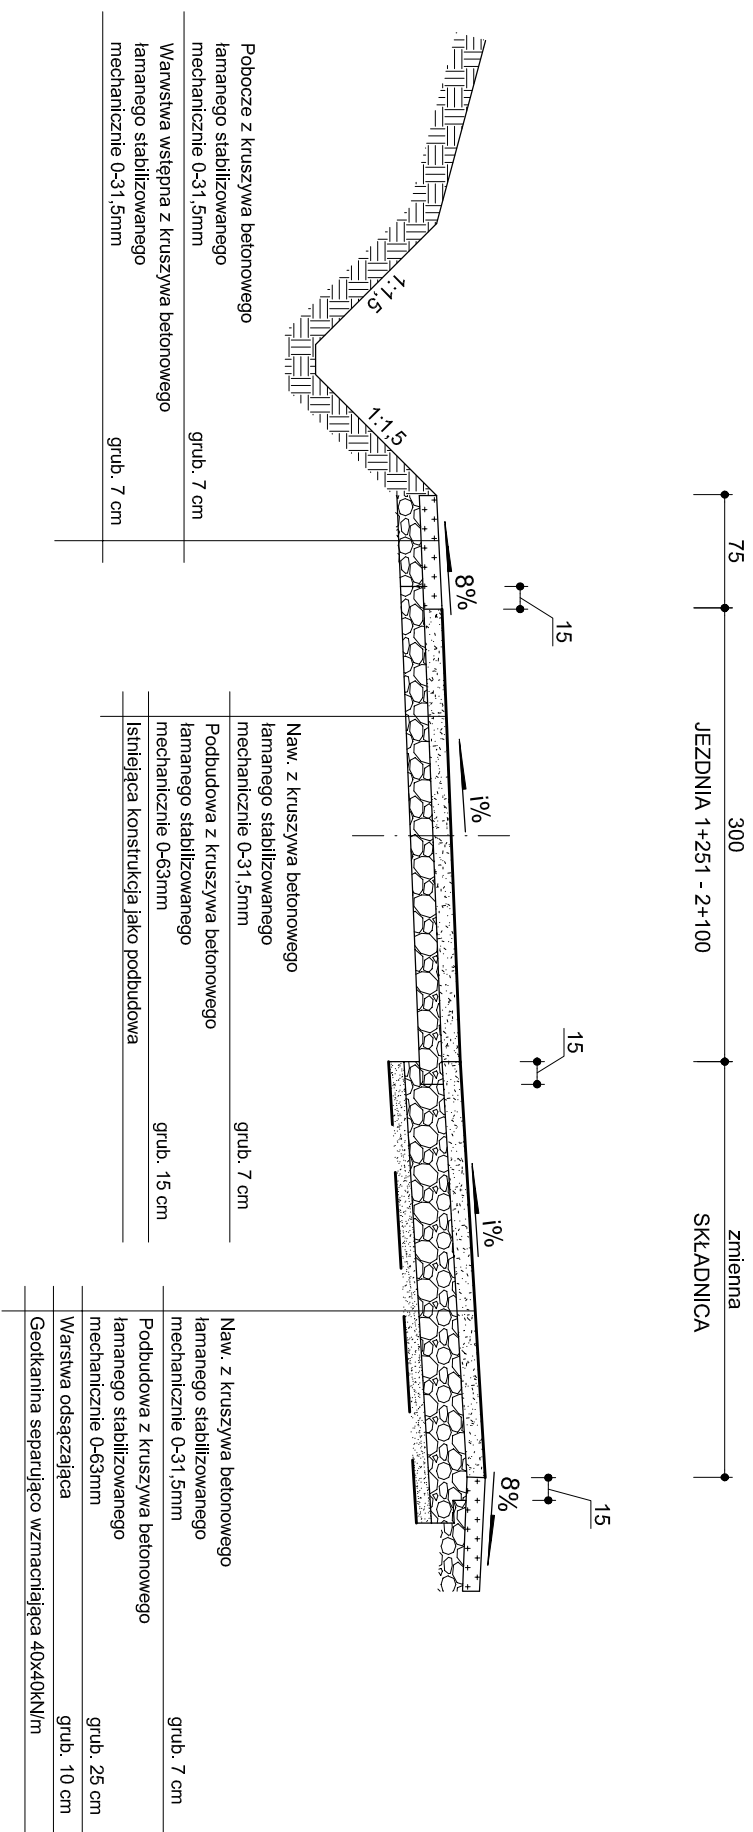 75
300
zmienna
JEZDNIA 1+251 - 2+100
SKŁADNICA
15
15
15
8%
i%
i%
8%
1:1,5
1:1,5
Pobocze z kruszywa betonowego
łamanego stabilizowanego
mechanicznie 0-31,5mm grub. 7 cm
Warwstwa wstępna z kruszywa betonowego
łamanego stabilizowanego
mechanicznie 0-31,5mm grub. 7 cm
Naw. z kruszywa betonowego
łamanego stabilizowanego
mechanicznie 0-31,5mm grub. 7 cm
Podbudowa z kruszywa betonowego
łamanego stabilizowanego
mechanicznie 0-63mm grub. 15 cm
Istniejąca konstrukcja jako podbudowa
Naw. z kruszywa betonowego
łamanego stabilizowanego
mechanicznie 0-31,5mm grub. 7 cm
Podbudowa z kruszywa betonowego
łamanego stabilizowanego
mechanicznie 0-63mm grub. 25 cm
Warstwa odsączająca grub. 10 cm
Geotkanina separująco wzmacniająca 40x40kN/m